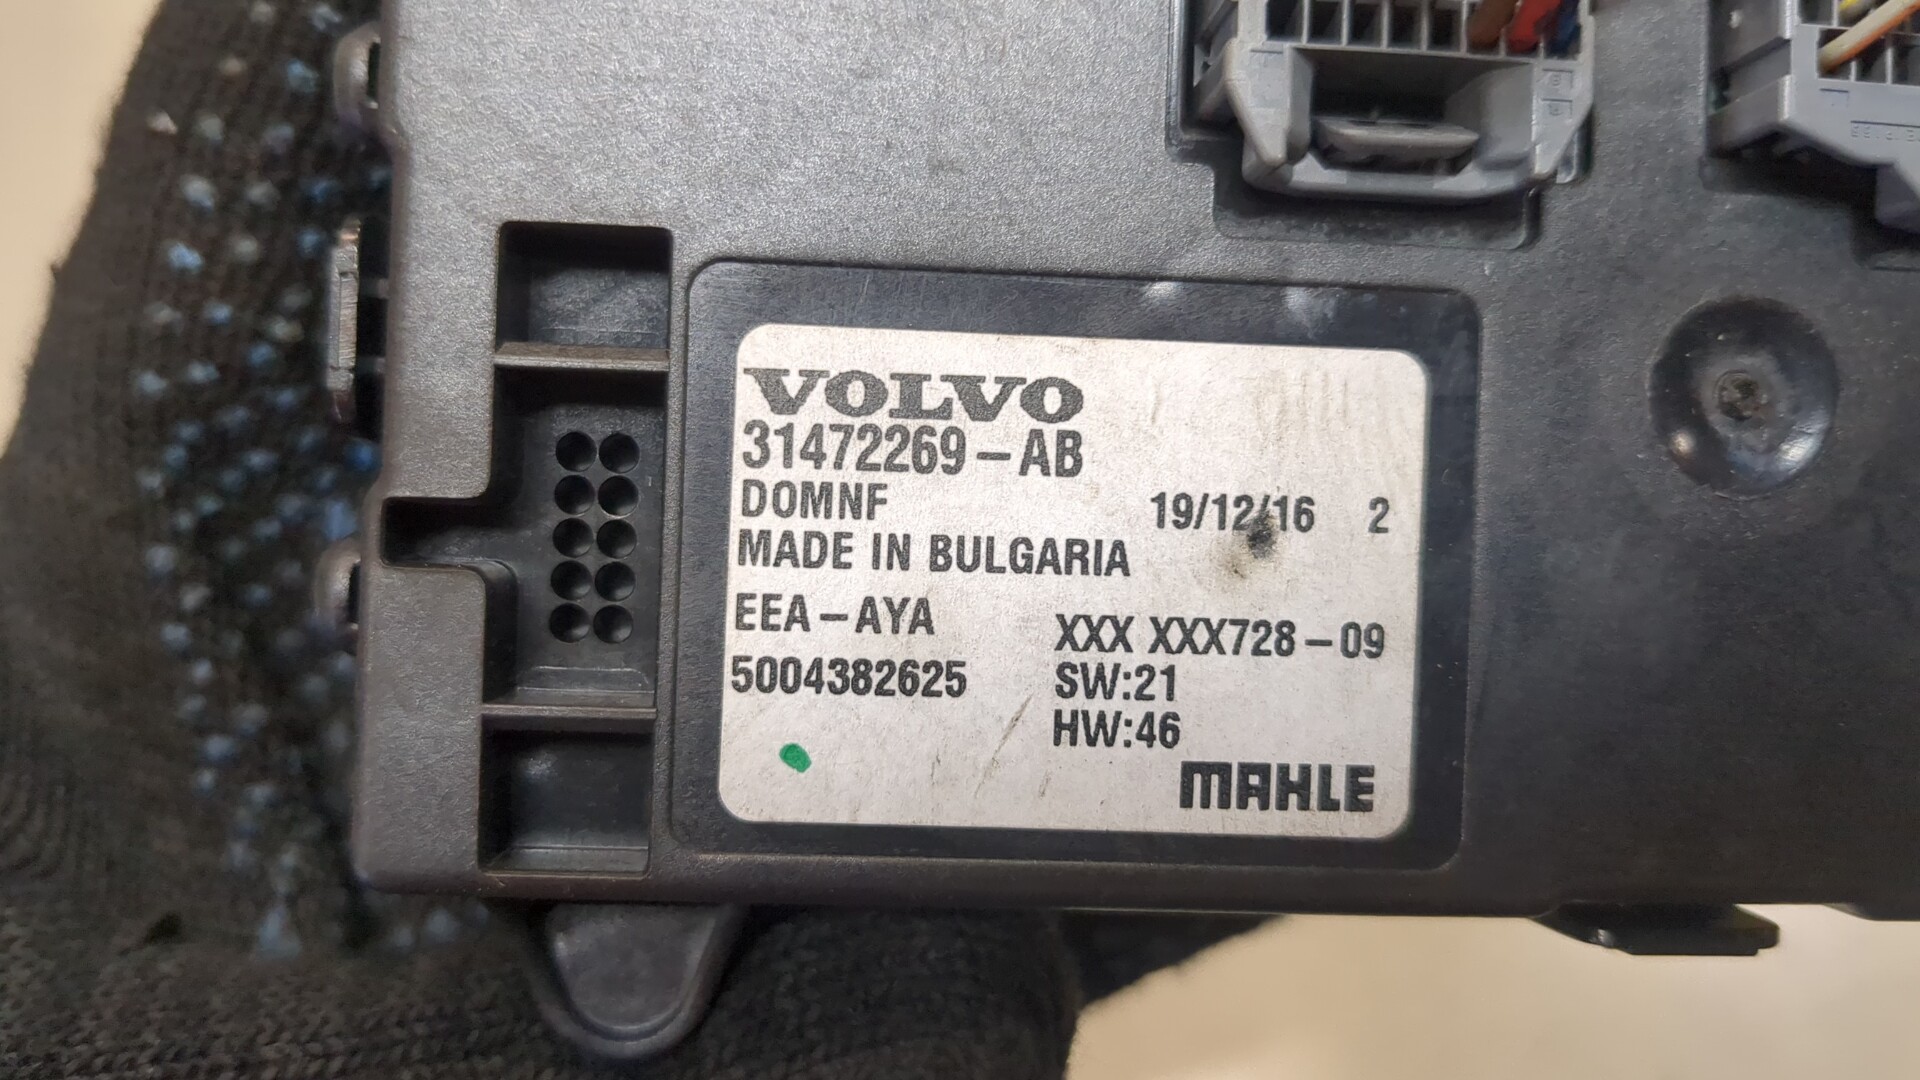 VOLVO
31472269-AB
DOMNF 19/12/16 2
MADE IN BULGARIA
EEA-AYA XXX XXX728-09
5004382625 SW:21
HW:46
MAHLE